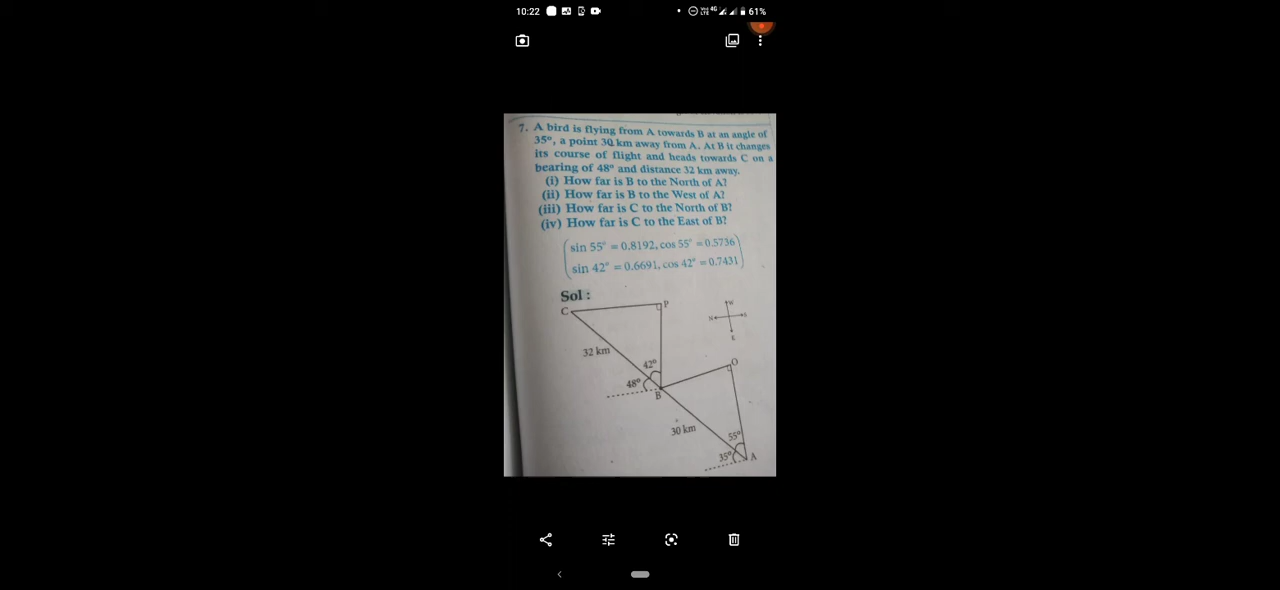 10:22 VoLTE 4G 61%
7. A bird is flying from A towards B at an angle of
35°, a point 30 km away from A. At B it changes
its course of flight and heads towards C on a
bearing of 48° and distance 32 km away.
(i) How far is B to the North of A?
(ii) How far is B to the West of A?
(iii) How far is C to the North of B?
(iv) How far is C to the East of B?
sin 55° = 0.8192, cos 55° = 0.5736
sin 42° = 0.6691, cos 42° = 0.7431
Sol :
C
P
W
N
S
E
32 km
42°
48°
B
O
30 km
55°
35°
A